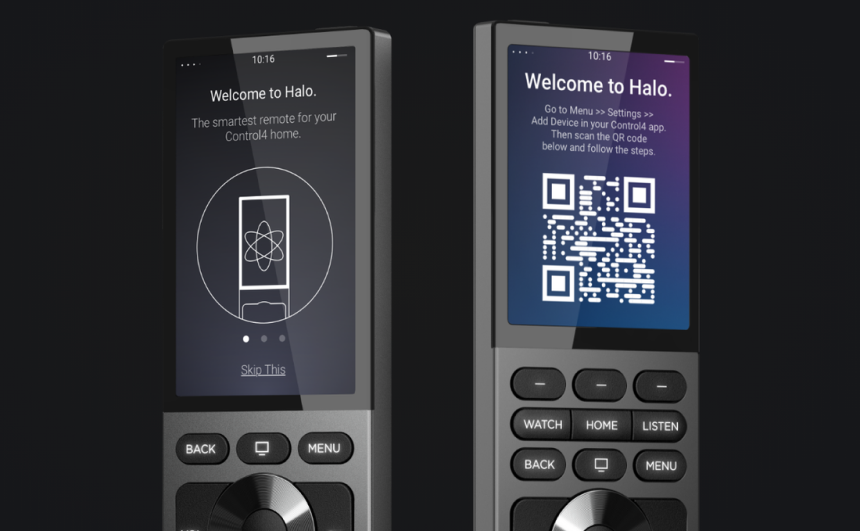 10:16
Welcome to Halo.
The smartest remote for your
Control4 home.
Skip This
BACK
MENU
10:16
Welcome to Halo.
Go to Menu >> Settings >>
Add Device in your Control4 app.
Then scan the QR code
below and follow the steps.
WATCH HOME LISTEN
BACK
MENU